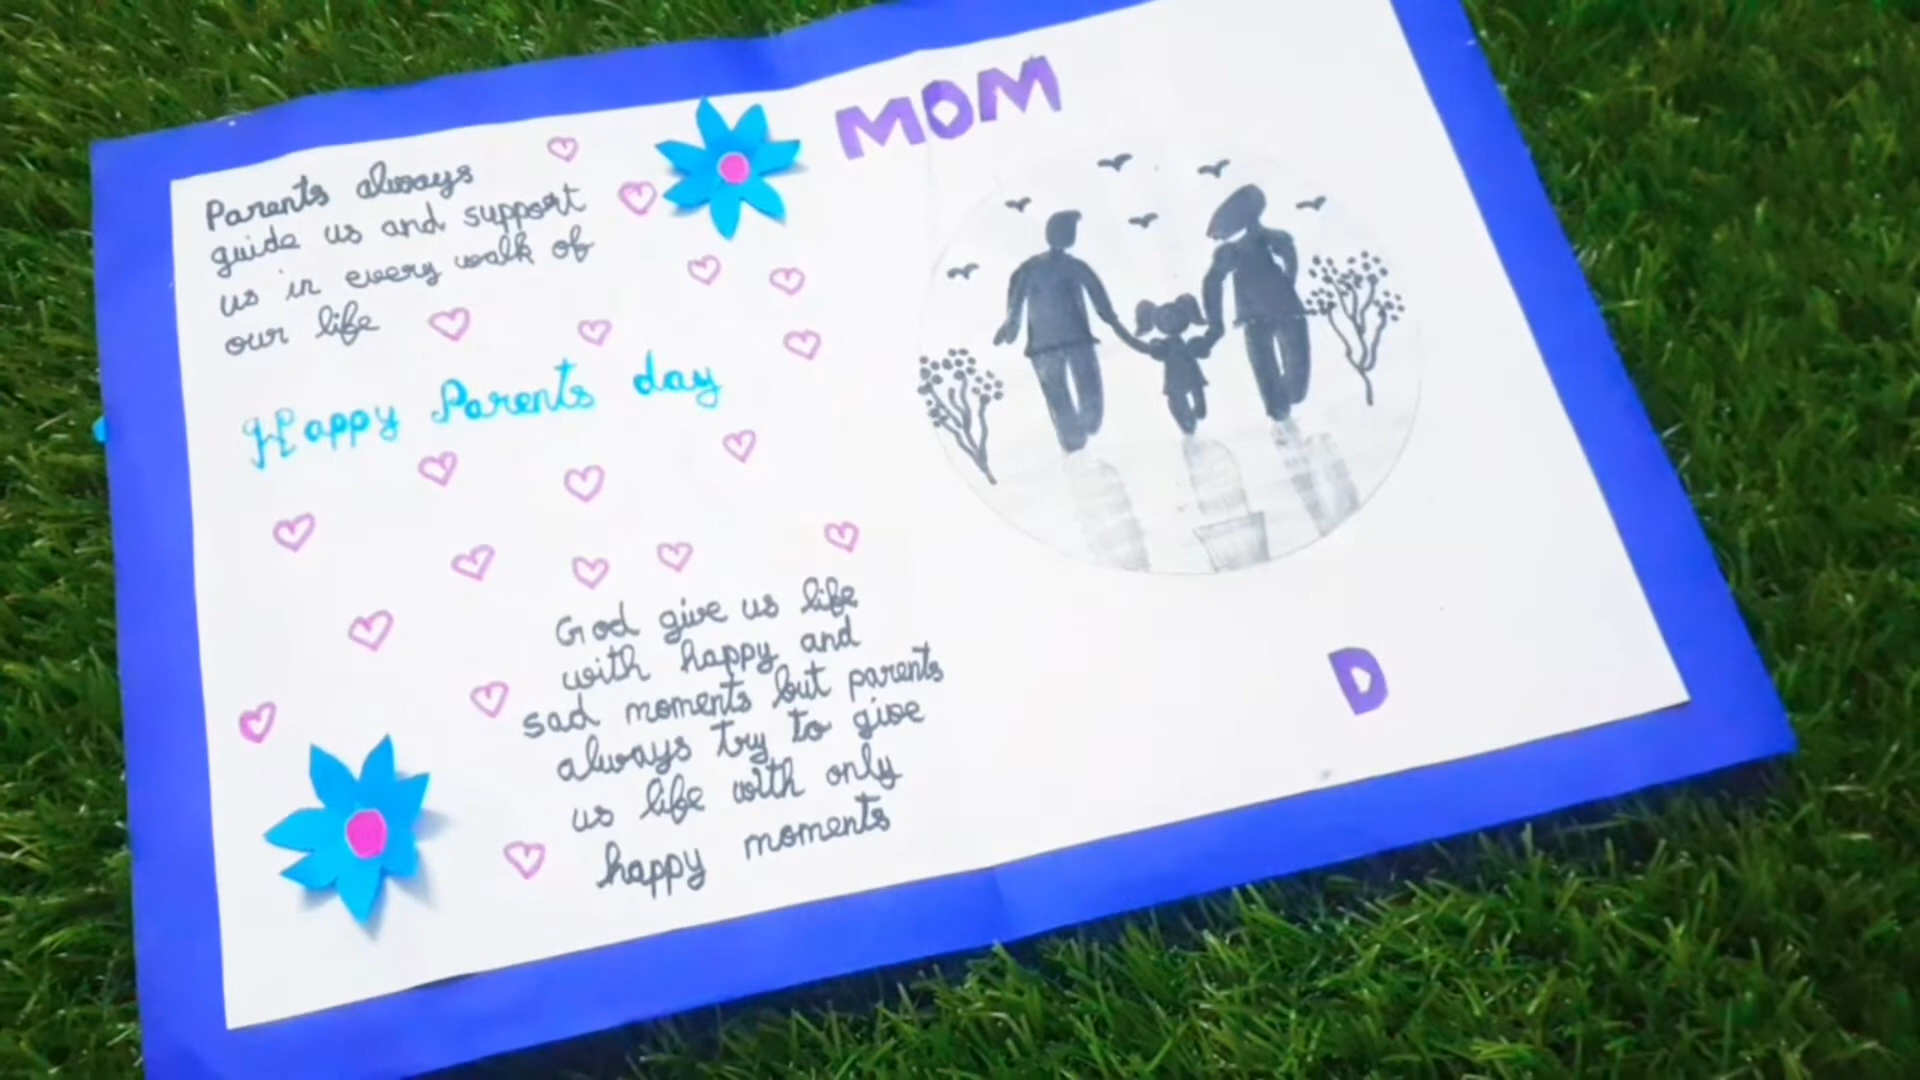 Parents always
guide us and support
us in every walk of
our life
Happy Parents day
God give us life
with happy and
sad moments but parents
always try to give
us life with only
happy moments
MOM
D